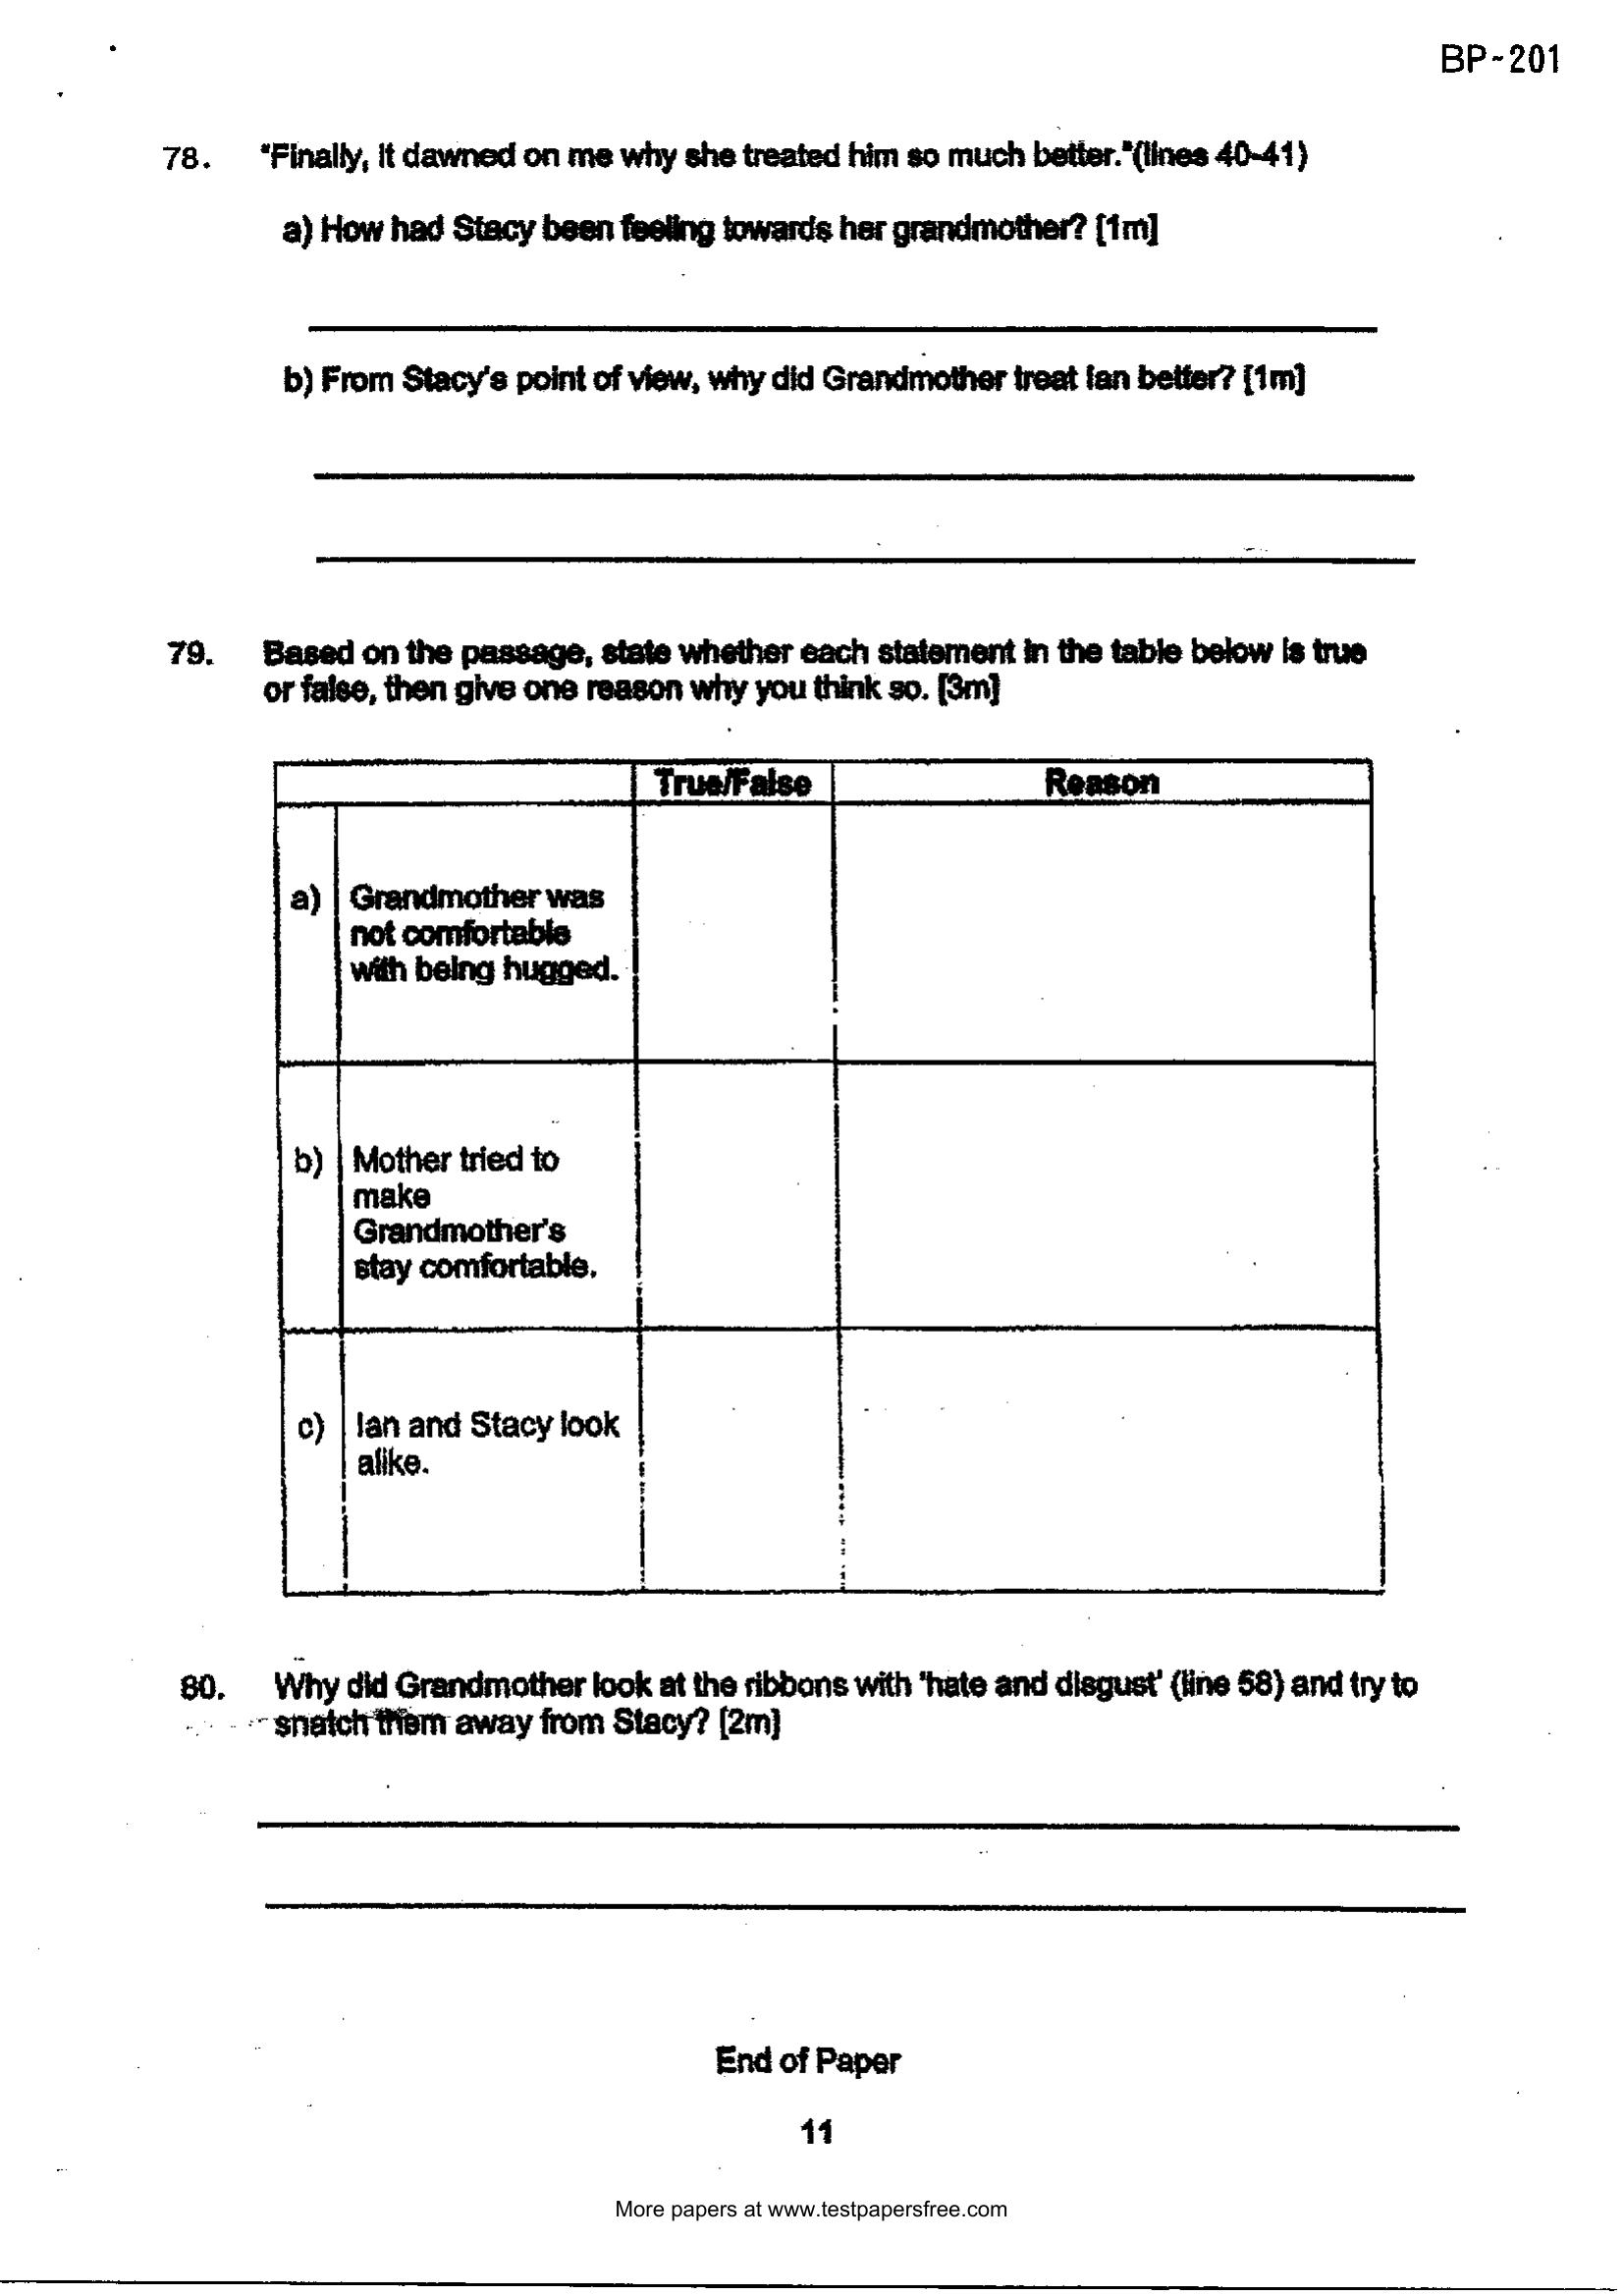 BP-201
78. "Finally, it dawned on me why she treated him so much better."(lines 40-41)
a) How had Stacy been feeling towards her grandmother? [1m]
b) From Stacy's point of view, why did Grandmother treat Ian better? [1m]
79. Based on the passage, state whether each statement in the table below is true
or false, then give one reason why you think so. [3m]
True/False Reason
a) Grandmother was
not comfortable
with being hugged.
b) Mother tried to
make
Grandmother's
stay comfortable.
c) Ian and Stacy look
alike.
80. Why did Grandmother look at the ribbons with 'hate and disgust' (line 58) and try to
snatch them away from Stacy? [2m]
End of Paper
11
More papers at www.testpapersfree.com